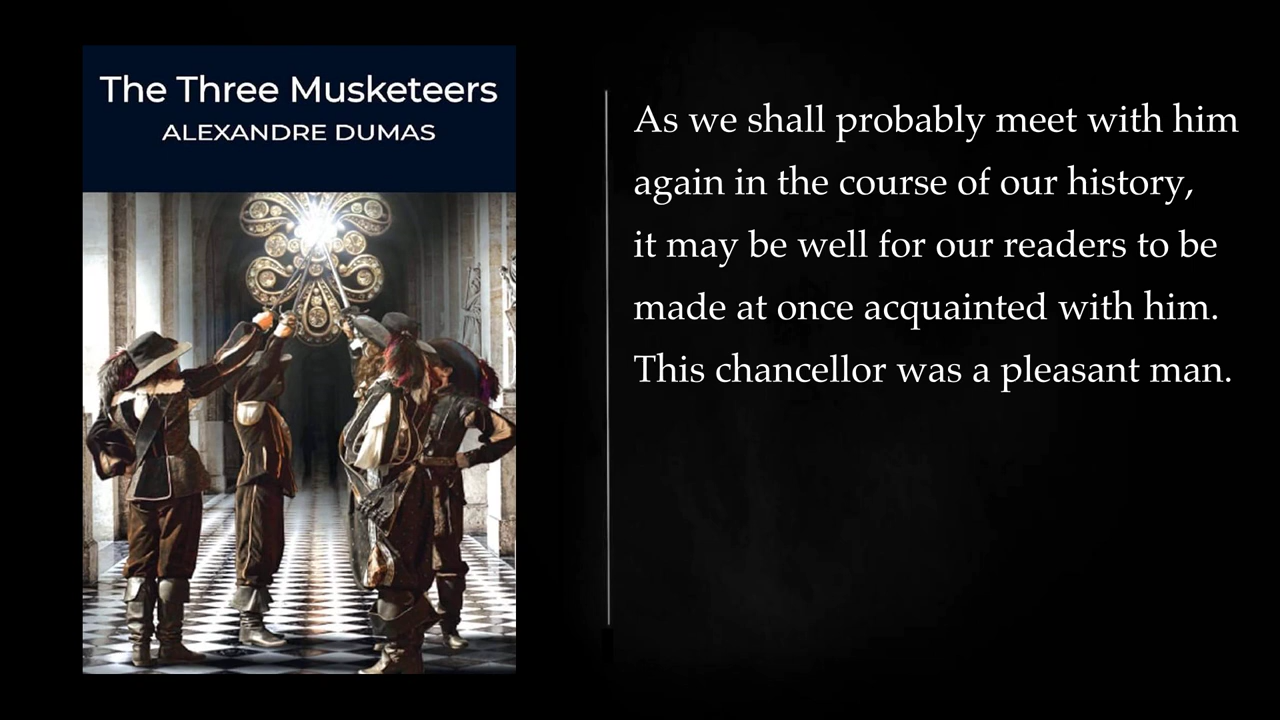 The Three Musketeers
ALEXANDRE DUMAS
As we shall probably meet with him
again in the course of our history,
it may be well for our readers to be
made at once acquainted with him.
This chancellor was a pleasant man.